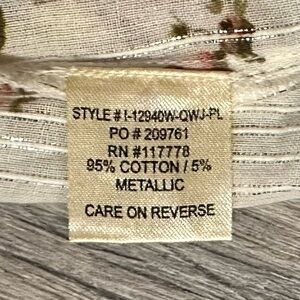 STYLE # I-12940W-QWJ-PL
PO # 209761
RN #117778
95% COTTON / 5%
METALLIC
CARE ON REVERSE